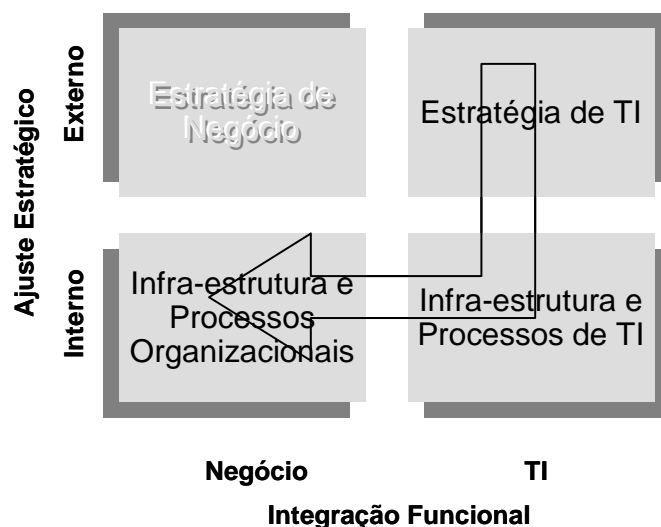 Ajuste Estratégico
Externo
Estratégia de
Negócio
Estratégia de TI
Interno
Infra-estrutura e
Processos
Organizacionais
Infra-estrutura e
Processos de TI
Negócio
TI
Integração Funcional